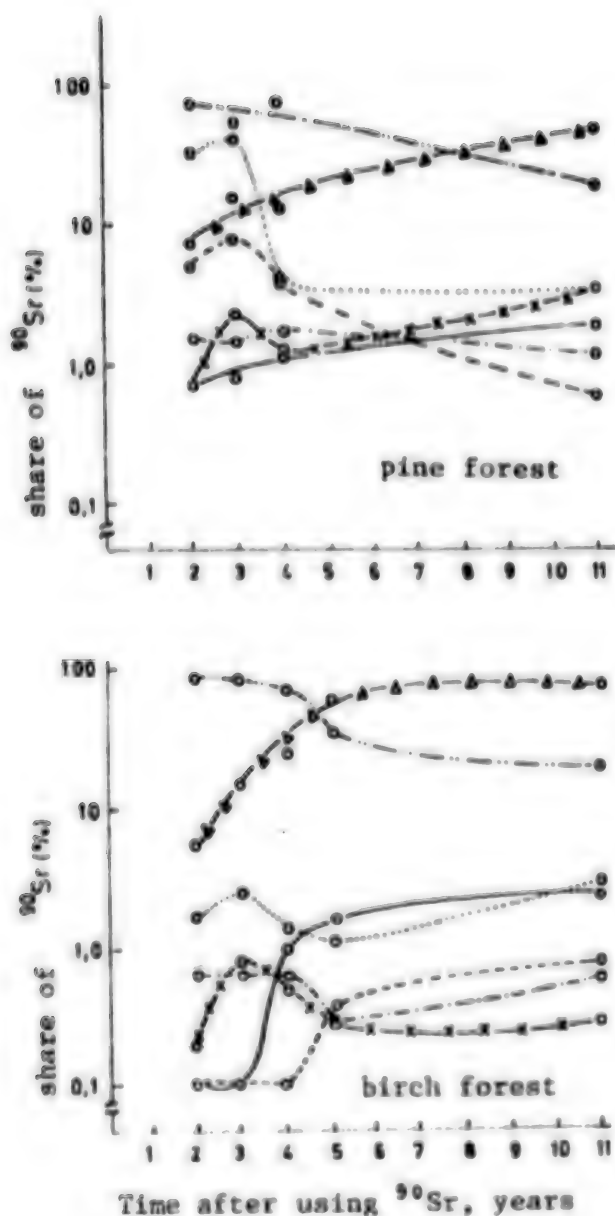 share of ⁹⁰Sr (%)
100
10
1,0
0,1
pine forest
1 2 3 4 5 6 7 8 9 10 11
share of ⁹⁰Sr (%)
100
10
1,0
0,1
birch forest
1 2 3 4 5 6 7 8 9 10 11
Time after using ⁹⁰Sr, years